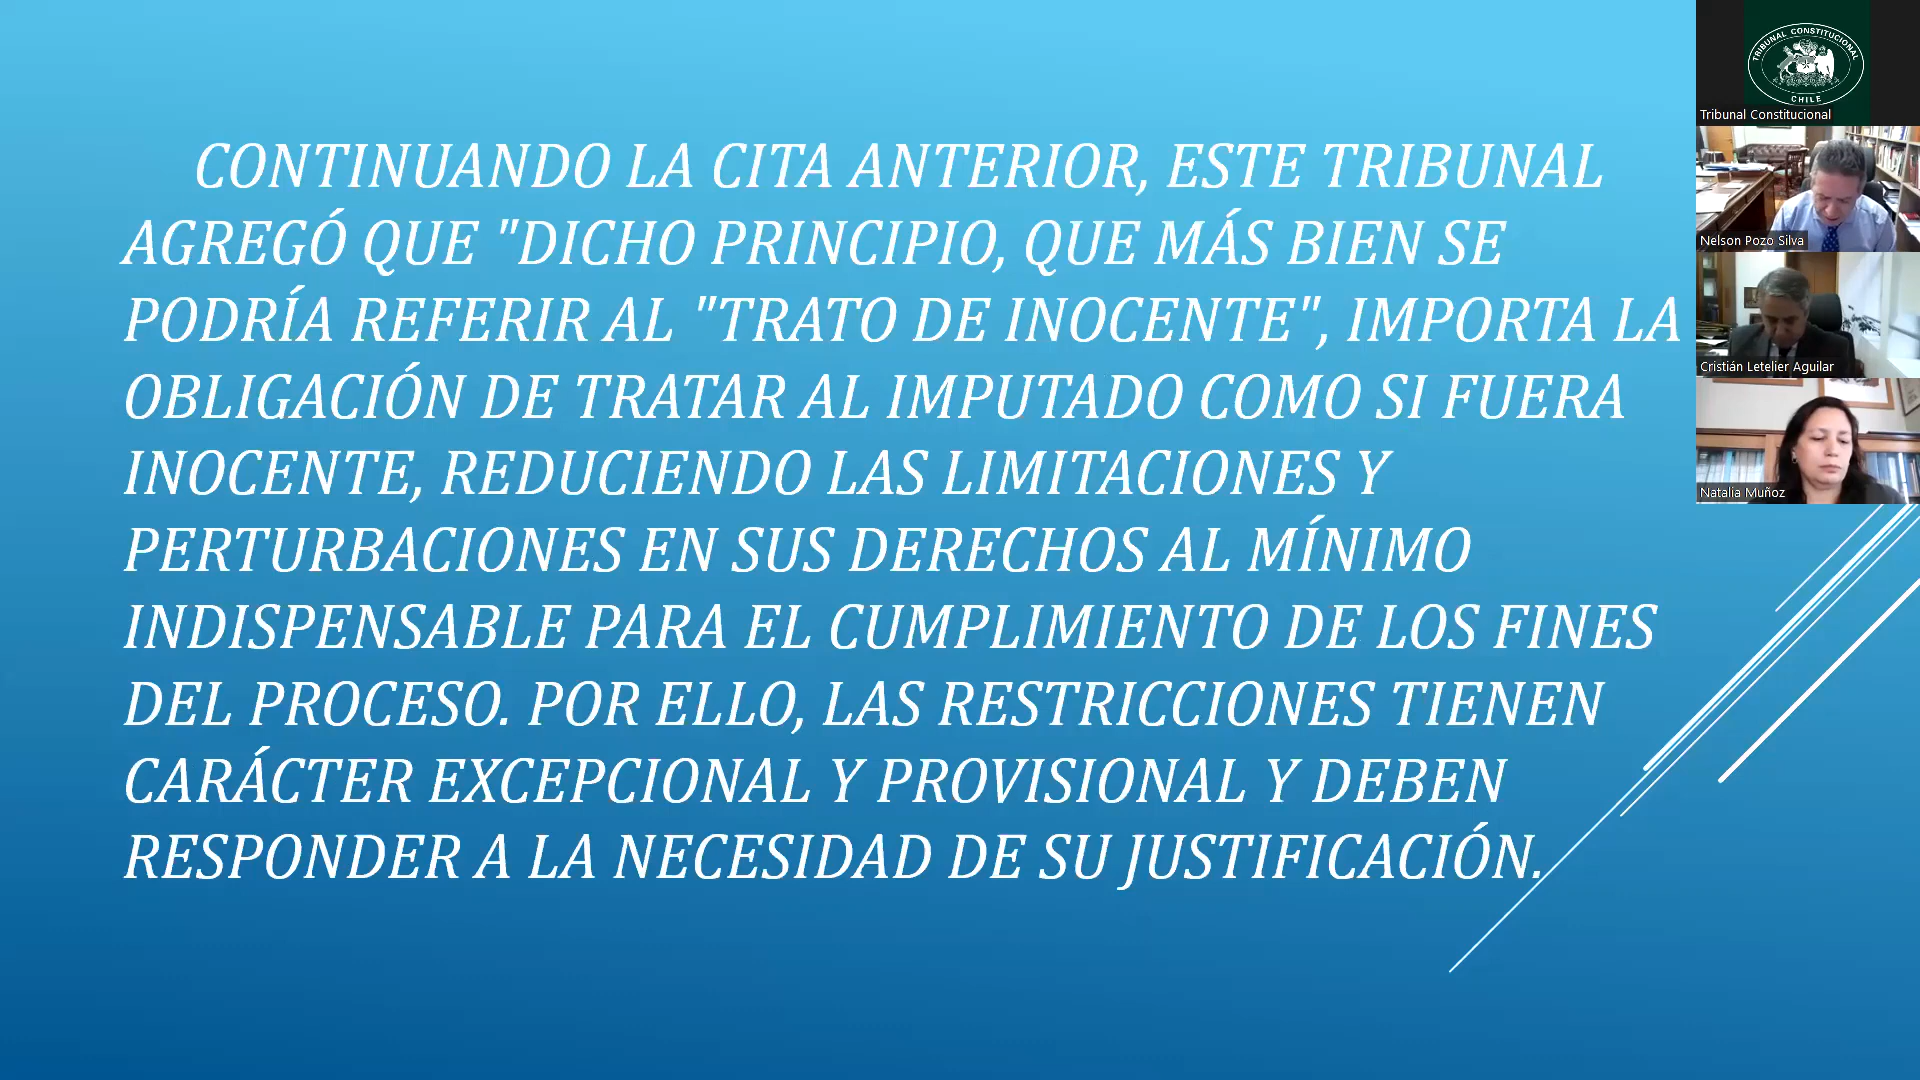 CONTINUANDO LA CITA ANTERIOR, ESTE TRIBUNAL
AGREGÓ QUE "DICHO PRINCIPIO, QUE MÁS BIEN SE
PODRÍA REFERIR AL "TRATO DE INOCENTE", IMPORTA LA
OBLIGACIÓN DE TRATAR AL IMPUTADO COMO SI FUERA
INOCENTE, REDUCIENDO LAS LIMITACIONES Y
PERTURBACIONES EN SUS DERECHOS AL MÍNIMO
INDISPENSABLE PARA EL CUMPLIMIENTO DE LOS FINES
DEL PROCESO. POR ELLO, LAS RESTRICCIONES TIENEN
CARÁCTER EXCEPCIONAL Y PROVISIONAL Y DEBEN
RESPONDER A LA NECESIDAD DE SU JUSTIFICACIÓN.
TRIBUNAL CONSTITUCIONAL
CHILE
Tribunal Constitucional
Nelson Pozo Silva
Cristián Letelier Aguilar
Natalia Muñoz